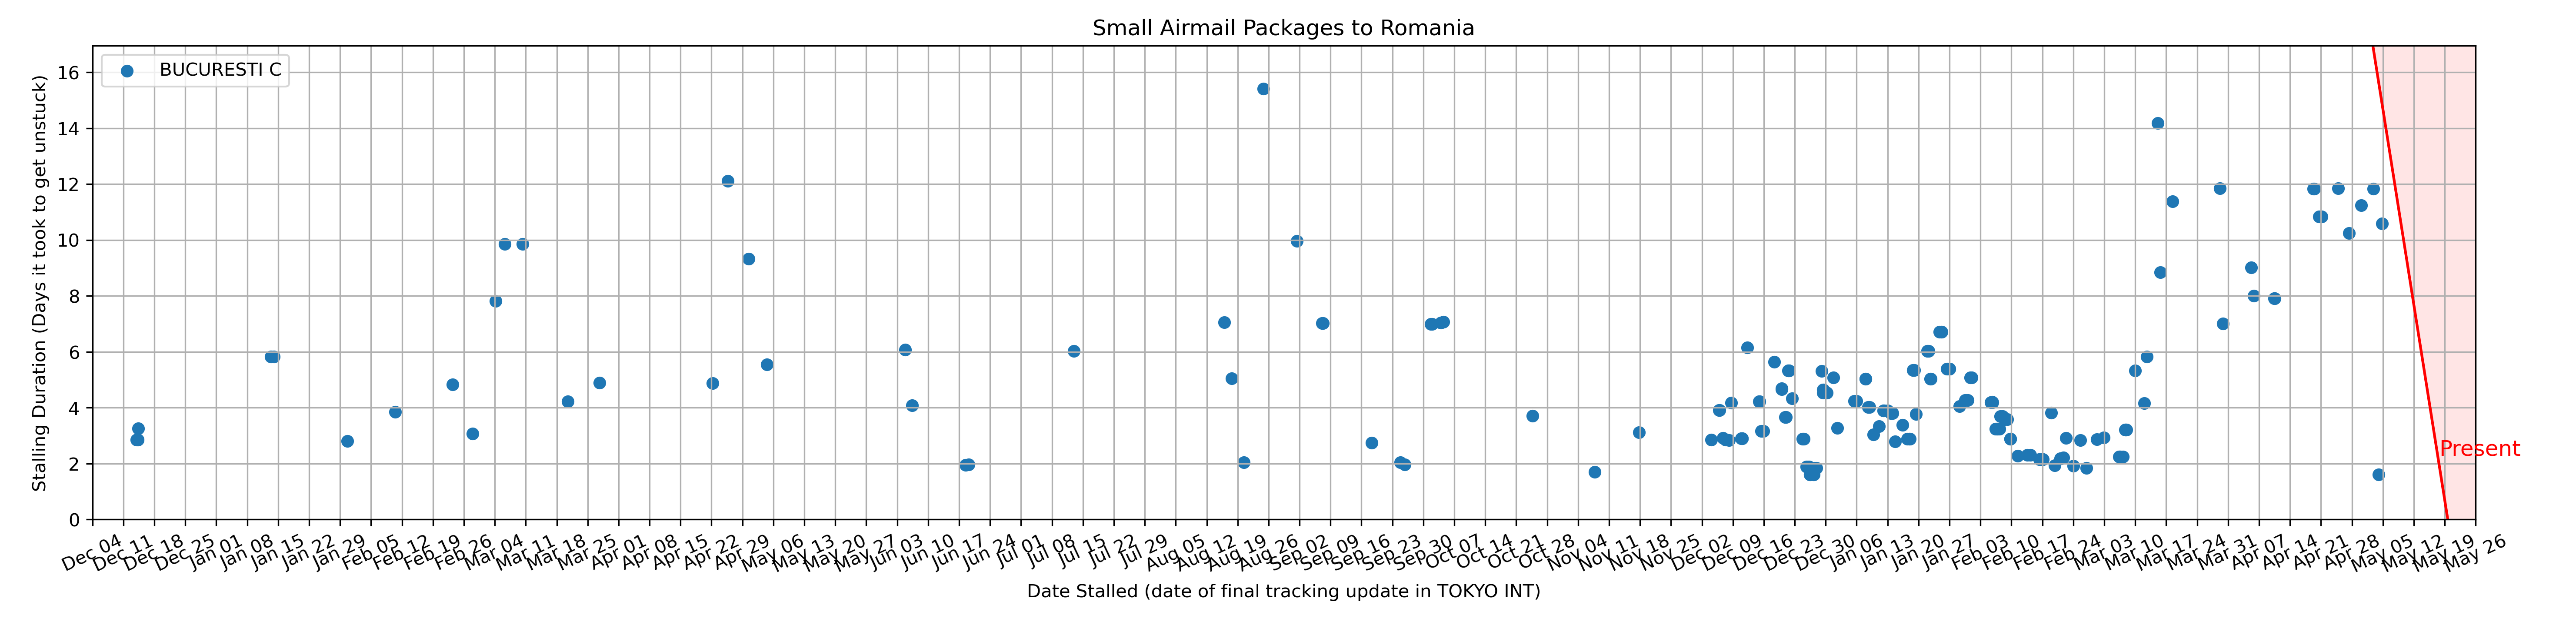 Small Airmail Packages to Romania
BUCURESTI C
Stalling Duration (Days it took to get unstuck)
16
14
12
10
8
6
4
2
0
Present
Dec 04 Dec 11 Dec 18 Dec 25 Jan 01 Jan 08 Jan 15 Jan 22 Jan 29 Feb 05 Feb 12 Feb 19 Feb 26 Mar 04 Mar 11 Mar 18 Mar 25 Apr 01 Apr 08 Apr 15 Apr 22 Apr 29 May 06 May 13 May 20 May 27 Jun 03 Jun 10 Jun 17 Jun 24 Jul 01 Jul 08 Jul 15 Jul 22 Jul 29 Aug 05 Aug 12 Aug 19 Aug 26 Sep 02 Sep 09 Sep 16 Sep 23 Sep 30 Oct 07 Oct 14 Oct 21 Oct 28 Nov 04 Nov 11 Nov 18 Nov 25 Dec 02 Dec 09 Dec 16 Dec 23 Dec 30 Jan 06 Jan 13 Jan 20 Jan 27 Feb 03 Feb 10 Feb 17 Feb 24 Mar 03 Mar 10 Mar 17 Mar 24 Mar 31 Apr 07 Apr 14 Apr 21 Apr 28 May 05 May 12 May 19 May 26
Date Stalled (date of final tracking update in TOKYO INT)